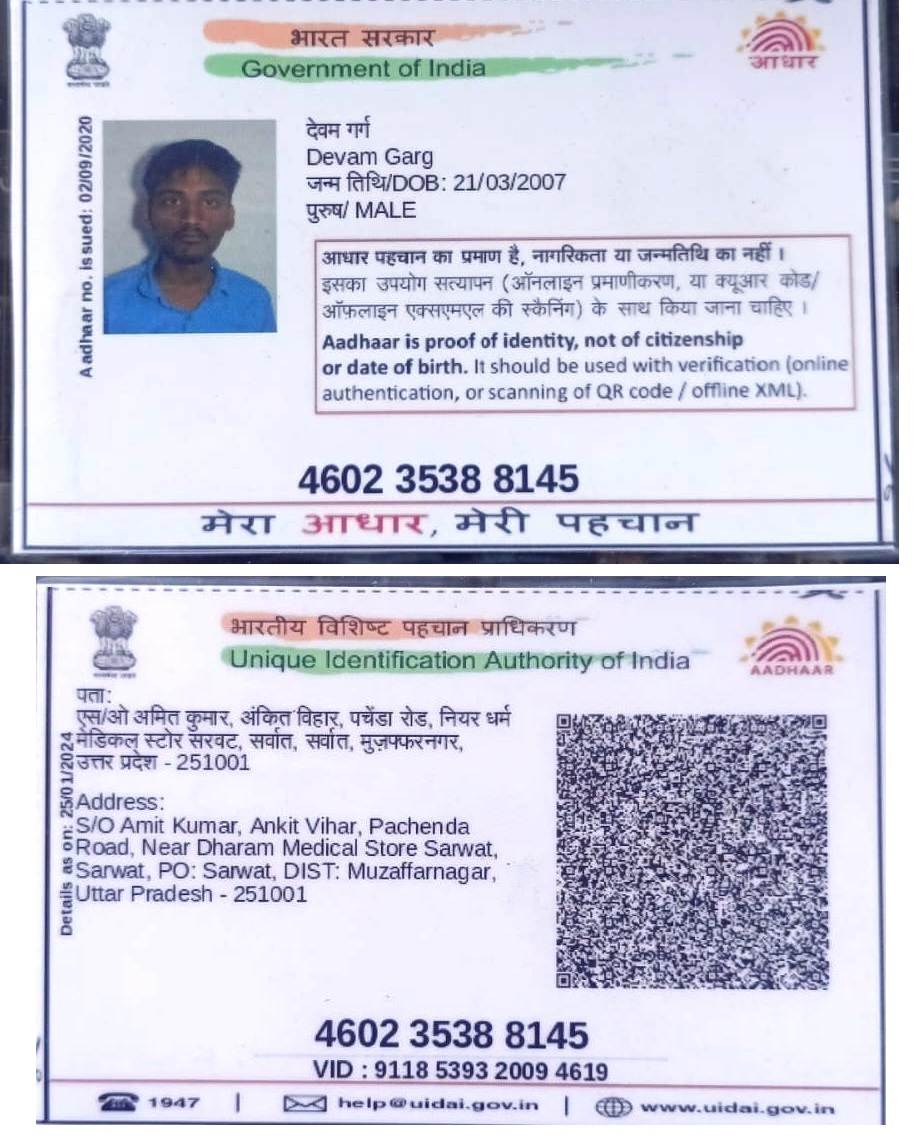 भारत सरकार
Government of India
आधार
Aadhaar no. issued: 02/09/2020
देवम गर्ग
Devam Garg
जन्म तिथि/DOB: 21/03/2007
पुरुष/ MALE
आधार पहचान का प्रमाण है, नागरिकता या जन्मतिथि का नहीं ।
इसका उपयोग सत्यापन (ऑनलाइन प्रमाणीकरण, या क्यूआर कोड/
ऑफ़लाइन एक्सएमएल की स्कैनिंग) के साथ किया जाना चाहिए ।
Aadhaar is proof of identity, not of citizenship
or date of birth. It should be used with verification (online
authentication, or scanning of QR code / offline XML).
4602 3538 8145
मेरा आधार, मेरी पहचान
भारतीय विशिष्ट पहचान प्राधिकरण
Unique Identification Authority of India
AADHAAR
Details as on: 25/01/2024
पता:
एस/ओ अमित कुमार, अंकित विहार, पचेंडा रोड, नियर धर्म
मेडिकल स्टोर सरवट, सर्वात, सर्वात, मुज़फ्फरनगर,
उत्तर प्रदेश - 251001
Address:
S/O Amit Kumar, Ankit Vihar, Pachenda
Road, Near Dharam Medical Store Sarwat,
Sarwat, PO: Sarwat, DIST: Muzaffarnagar,
Uttar Pradesh - 251001
4602 3538 8145
VID : 9118 5393 2009 4619
1947 | help@uidai.gov.in | www.uidai.gov.in